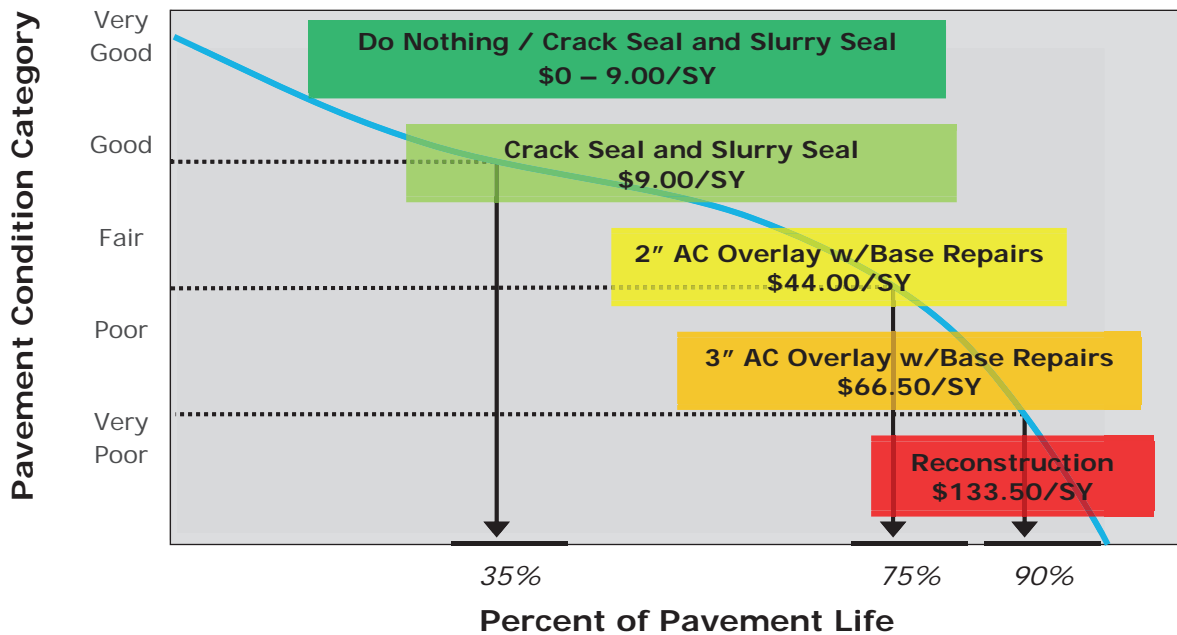 Pavement Condition Category
Very
Good
Good
Fair
Poor
Very
Poor
Do Nothing / Crack Seal and Slurry Seal
$0 – 9.00/SY
Crack Seal and Slurry Seal
$9.00/SY
2” AC Overlay w/Base Repairs
$44.00/SY
3” AC Overlay w/Base Repairs
$66.50/SY
Reconstruction
$133.50/SY
35%
75%
90%
Percent of Pavement Life